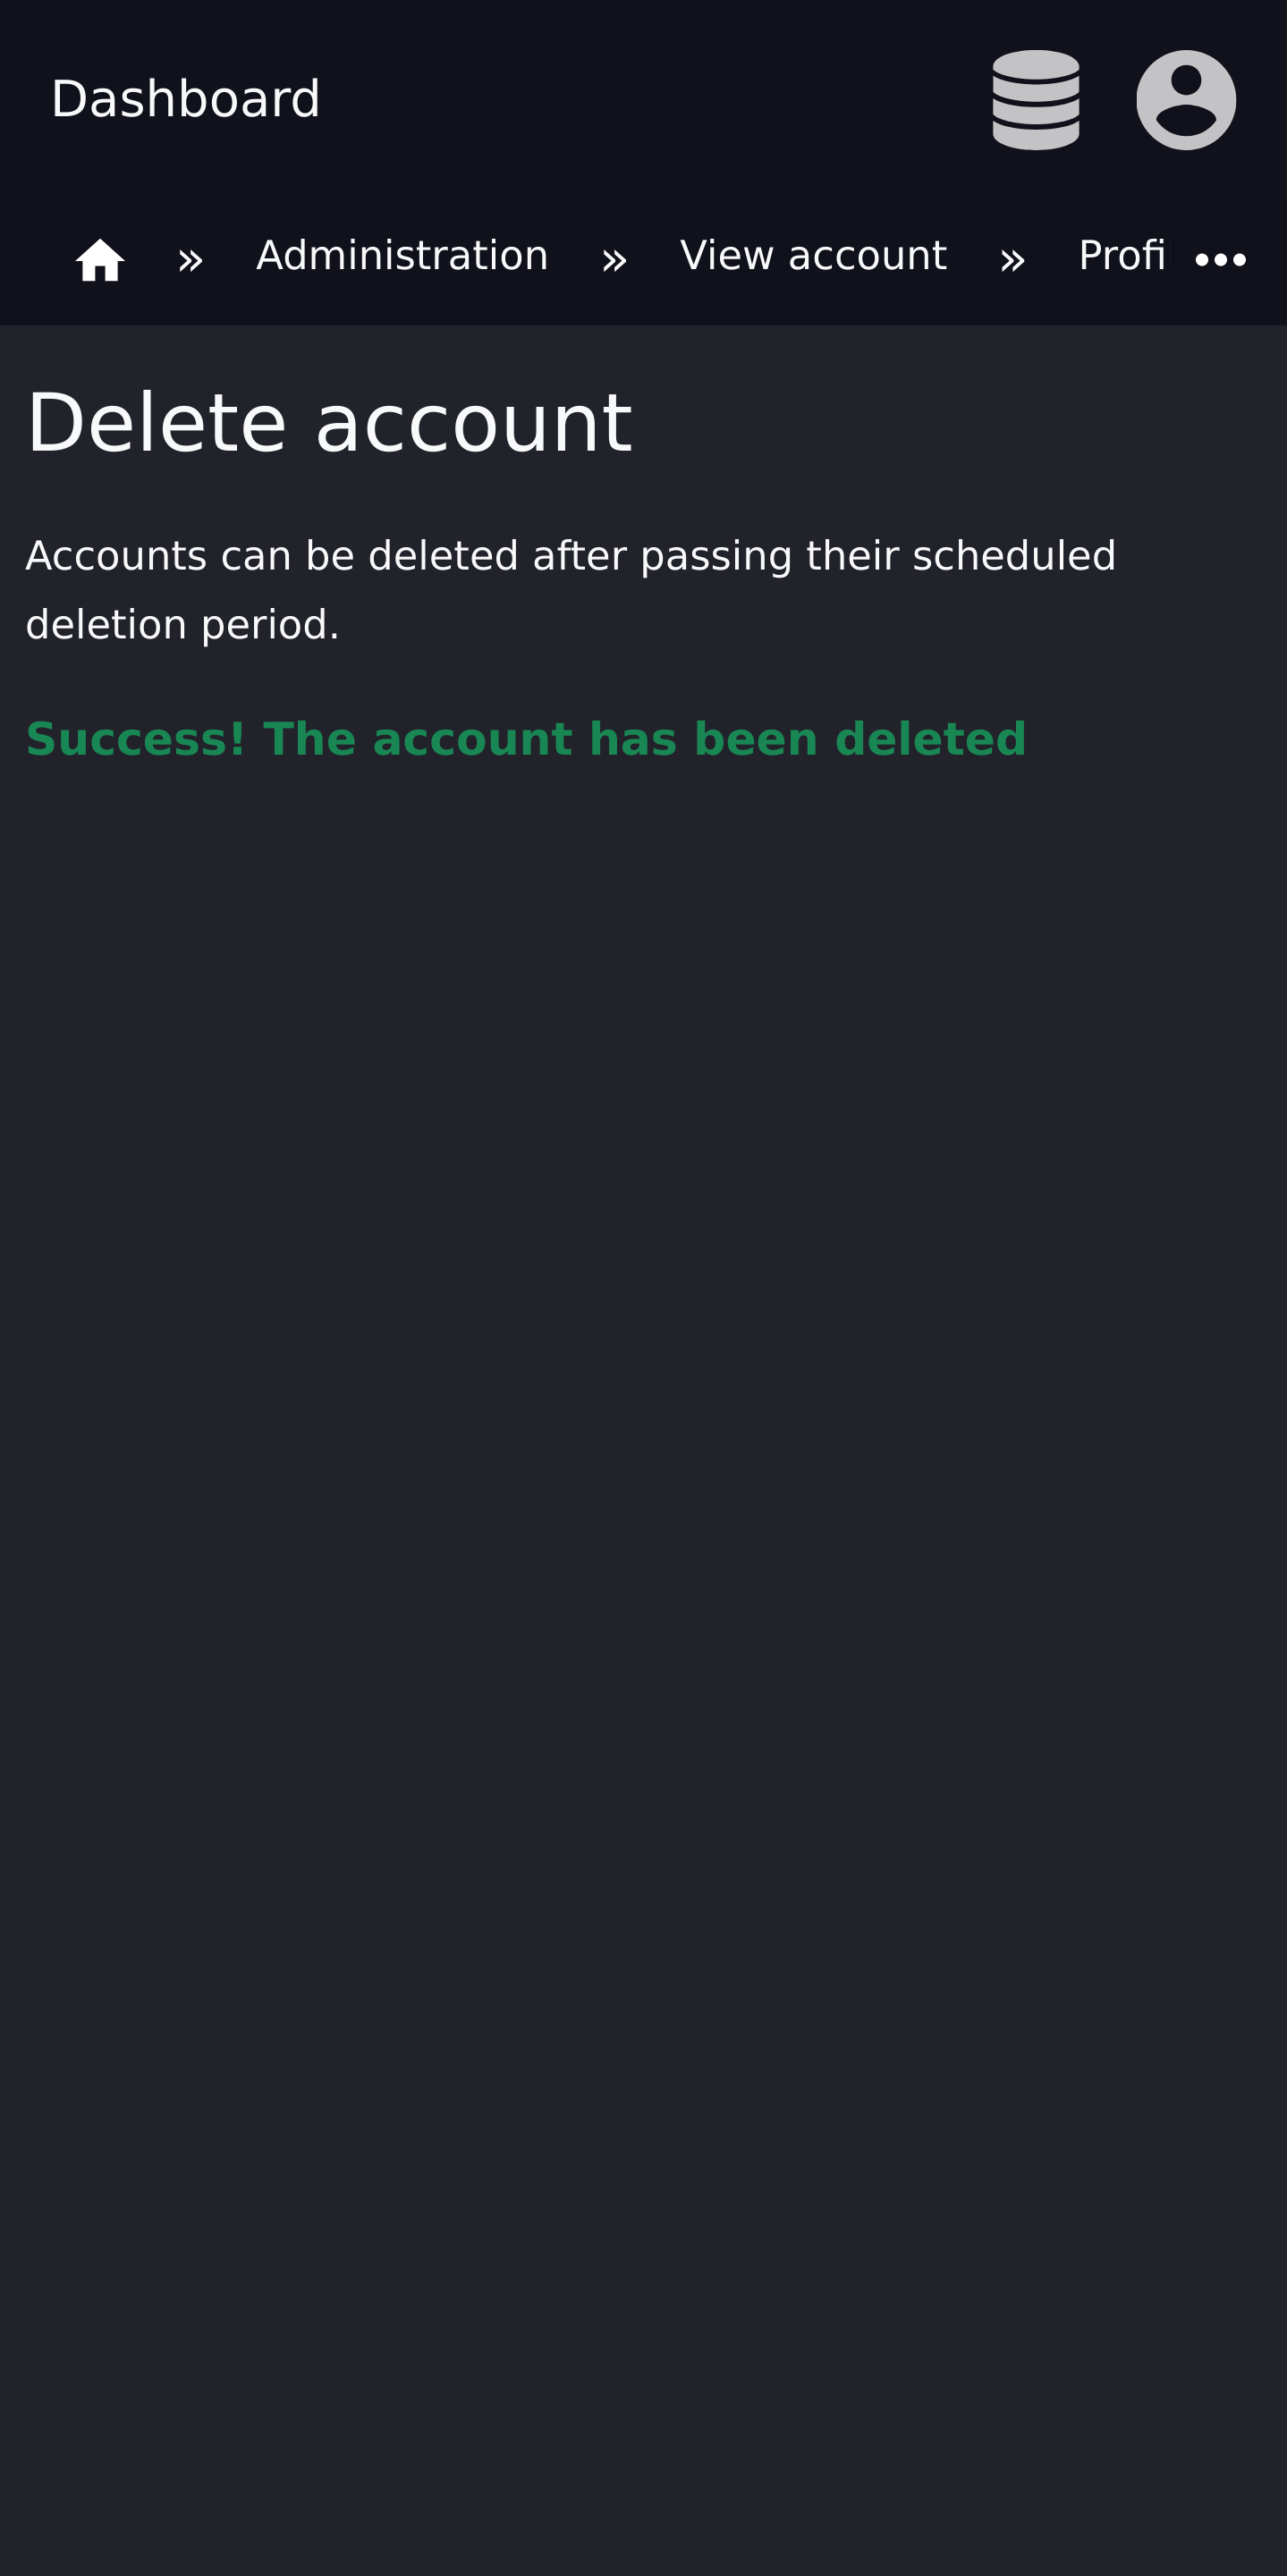 Dashboard
» Administration » View account » Profi •••
Delete account
Accounts can be deleted after passing their scheduled
deletion period.
Success! The account has been deleted